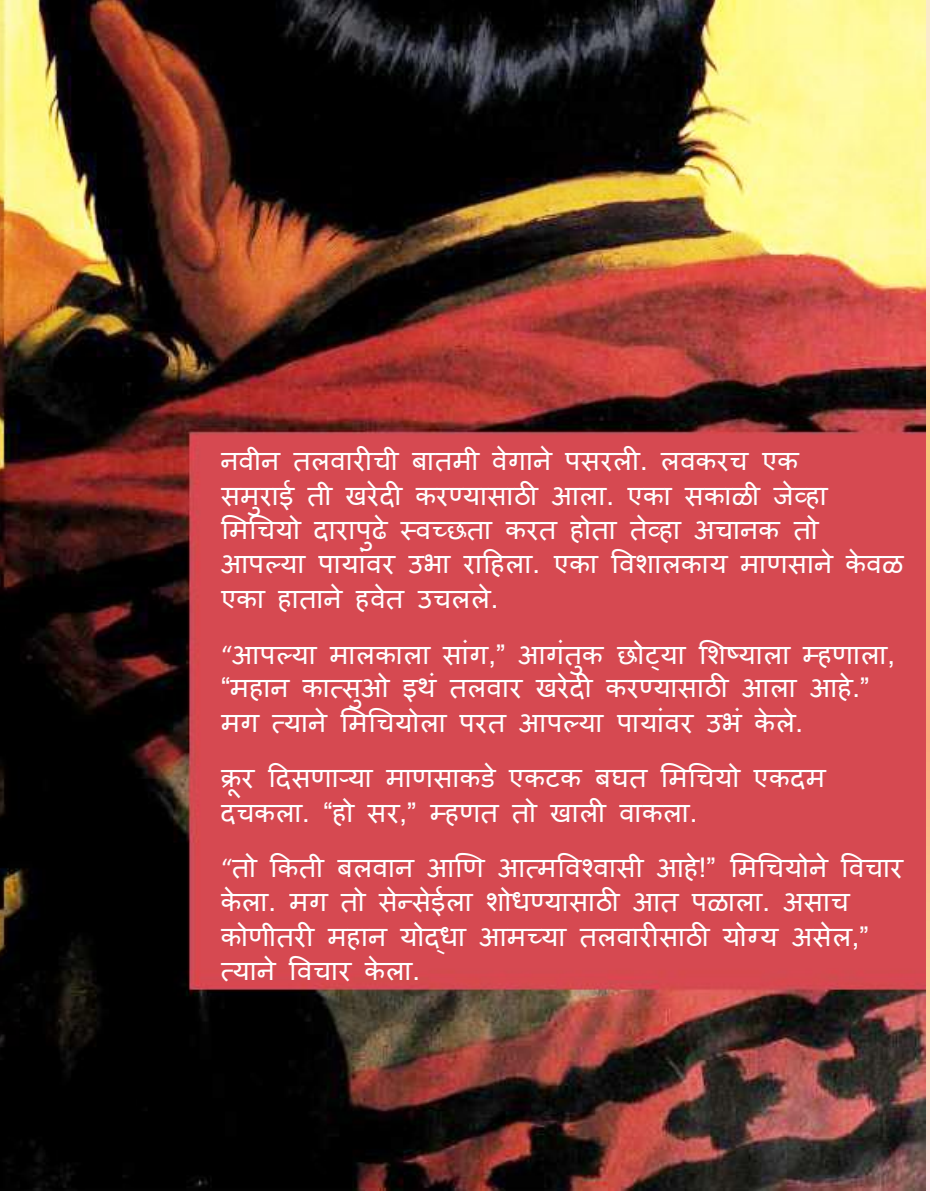 नवीन तलवारीची बातमी वेगाने पसरली. लवकरच एक
समुराई ती खरेदी करण्यासाठी आला. एका सकाळी जेव्हा
मिचियो दारापुढे स्वच्छता करत होता तेव्हा अचानक तो
आपल्या पायांवर उभा राहिला. एका विशालकाय माणसाने केवळ
एका हाताने हवेत उचलले.
“आपल्या मालकाला सांग,” आगंतुक छोट्या शिष्याला म्हणाला,
“महान कात्सुओ इथं तलवार खरेदी करण्यासाठी आला आहे.”
मग त्याने मिचियोला परत आपल्या पायांवर उभं केले.
क्रूर दिसणाऱ्या माणसाकडे एकटक बघत मिचियो एकदम
दचकला. “हो सर,” म्हणत तो खाली वाकला.
“तो किती बलवान आणि आत्मविश्वासी आहे!” मिचियोने विचार
केला. मग तो सेन्सेईला शोधण्यासाठी आत पळाला. असाच
कोणीतरी महान योद्धा आमच्या तलवारीसाठी योग्य असेल,”
त्याने विचार केला.